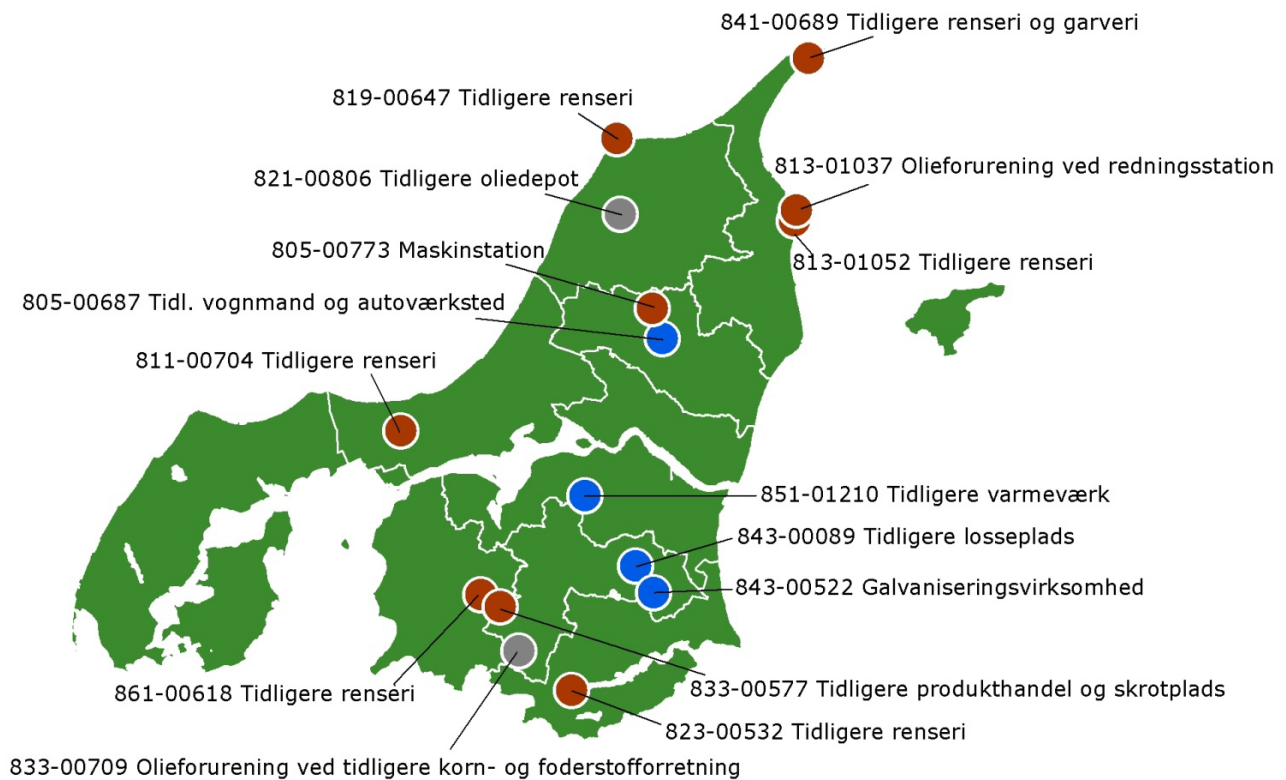 841-00689 Tidligere renseri og garveri
819-00647 Tidligere renseri
813-01037 Olieforurening ved redningsstation
821-00806 Tidligere oliedepot
805-00773 Maskinstation
813-01052 Tidligere renseri
805-00687 Tidl. vognmand og autoværksted
811-00704 Tidligere renseri
851-01210 Tidligere varmeværk
843-00089 Tidligere losseplads
843-00522 Galvaniseringsvirksomhed
861-00618 Tidligere renseri
833-00577 Tidligere produkthandel og skrotplads
823-00532 Tidligere renseri
833-00709 Olieforurening ved tidligere korn- og foderstofforretning